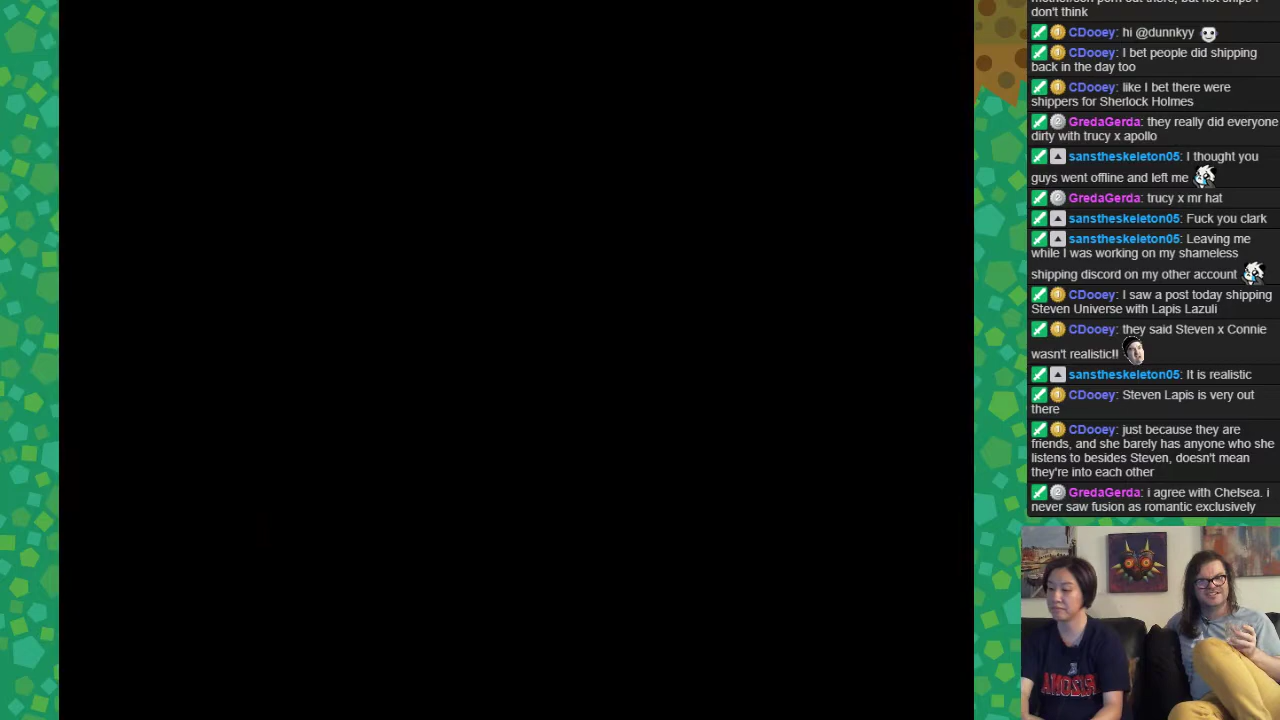 don't think
CDooey: hi @dunnkyy
CDooey: I bet people did shipping
back in the day too
CDooey: like I bet there were
shippers for Sherlock Holmes
GredaGerda: they really did everyone
dirty with trucy x apollo
sanstheskeleton05: I thought you
guys went offline and left me
GredaGerda: trucy x mr hat
sanstheskeleton05: Fuck you clark
sanstheskeleton05: Leaving me
while I was working on my shameless
shipping discord on my other account
CDooey: I saw a post today shipping
Steven Universe with Lapis Lazuli
CDooey: they said Steven x Connie
wasn't realistic!!
sanstheskeleton05: It is realistic
CDooey: Steven Lapis is very out
there
CDooey: just because they are
friends, and she barely has anyone who she
listens to besides Steven, doesn't mean
they're into each other
GredaGerda: i agree with Chelsea. i
never saw fusion as romantic exclusively